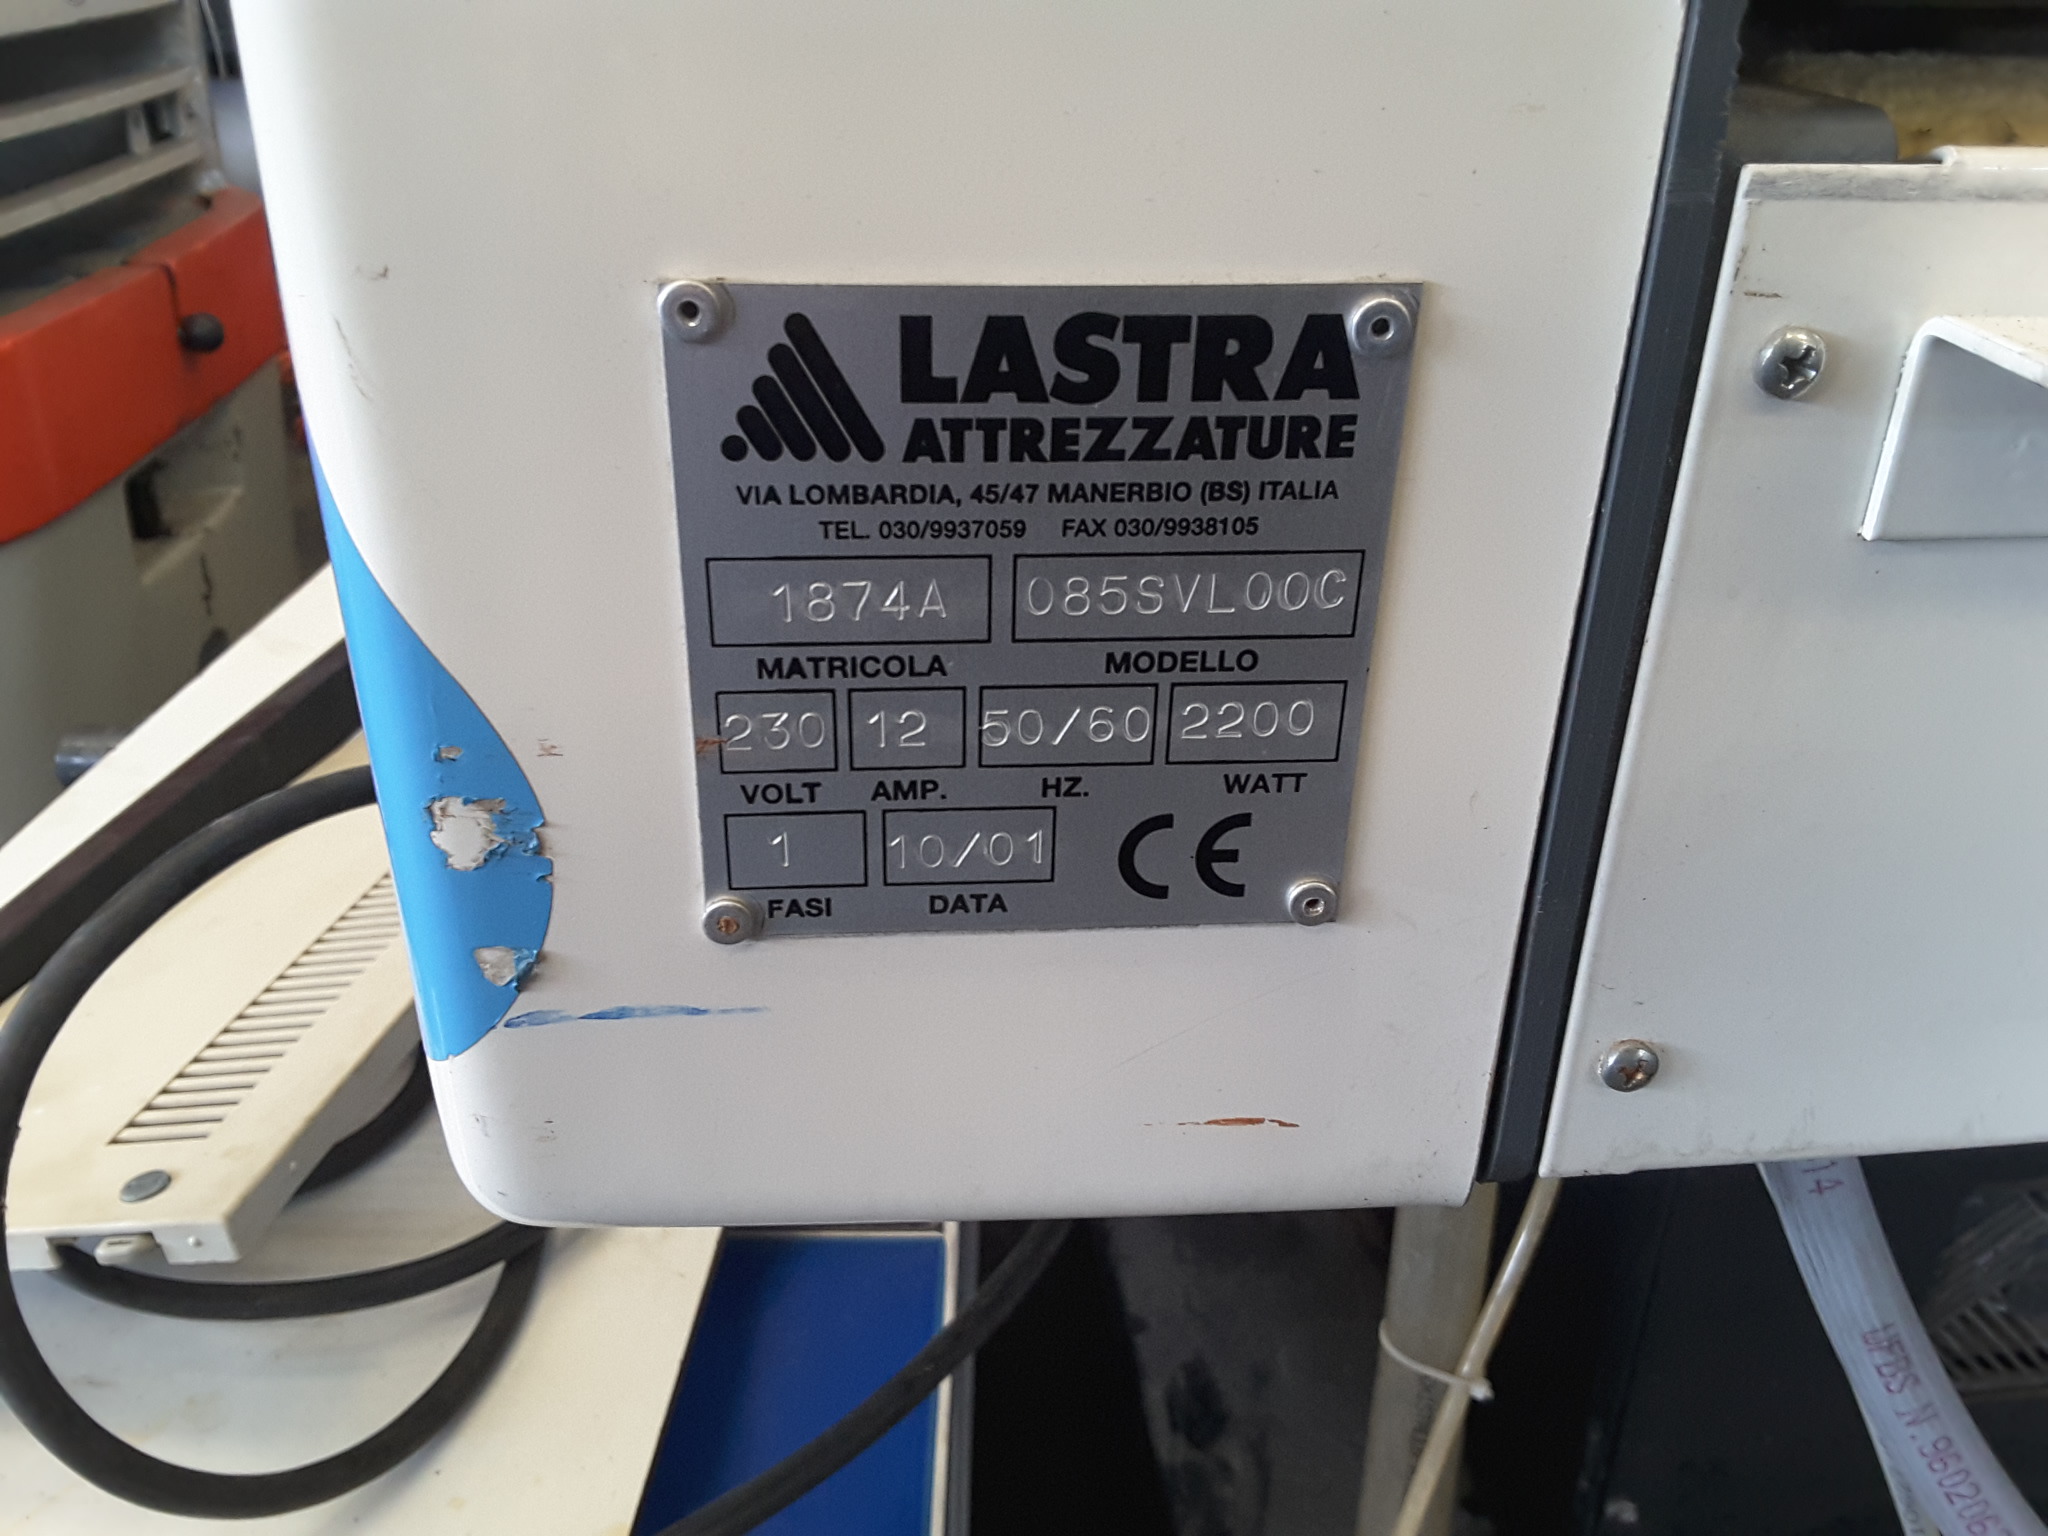 LASTRA
ATTREZZATURE
VIA LOMBARDIA, 45/47 MANERBIO (BS) ITALIA
TEL. 030/9937059 FAX 030/9938105
1874A 085SVL00C
MATRICOLA MODELLO
230 12 50/60 2200
VOLT AMP. HZ. WATT
1 10/01 CE
FASI DATA